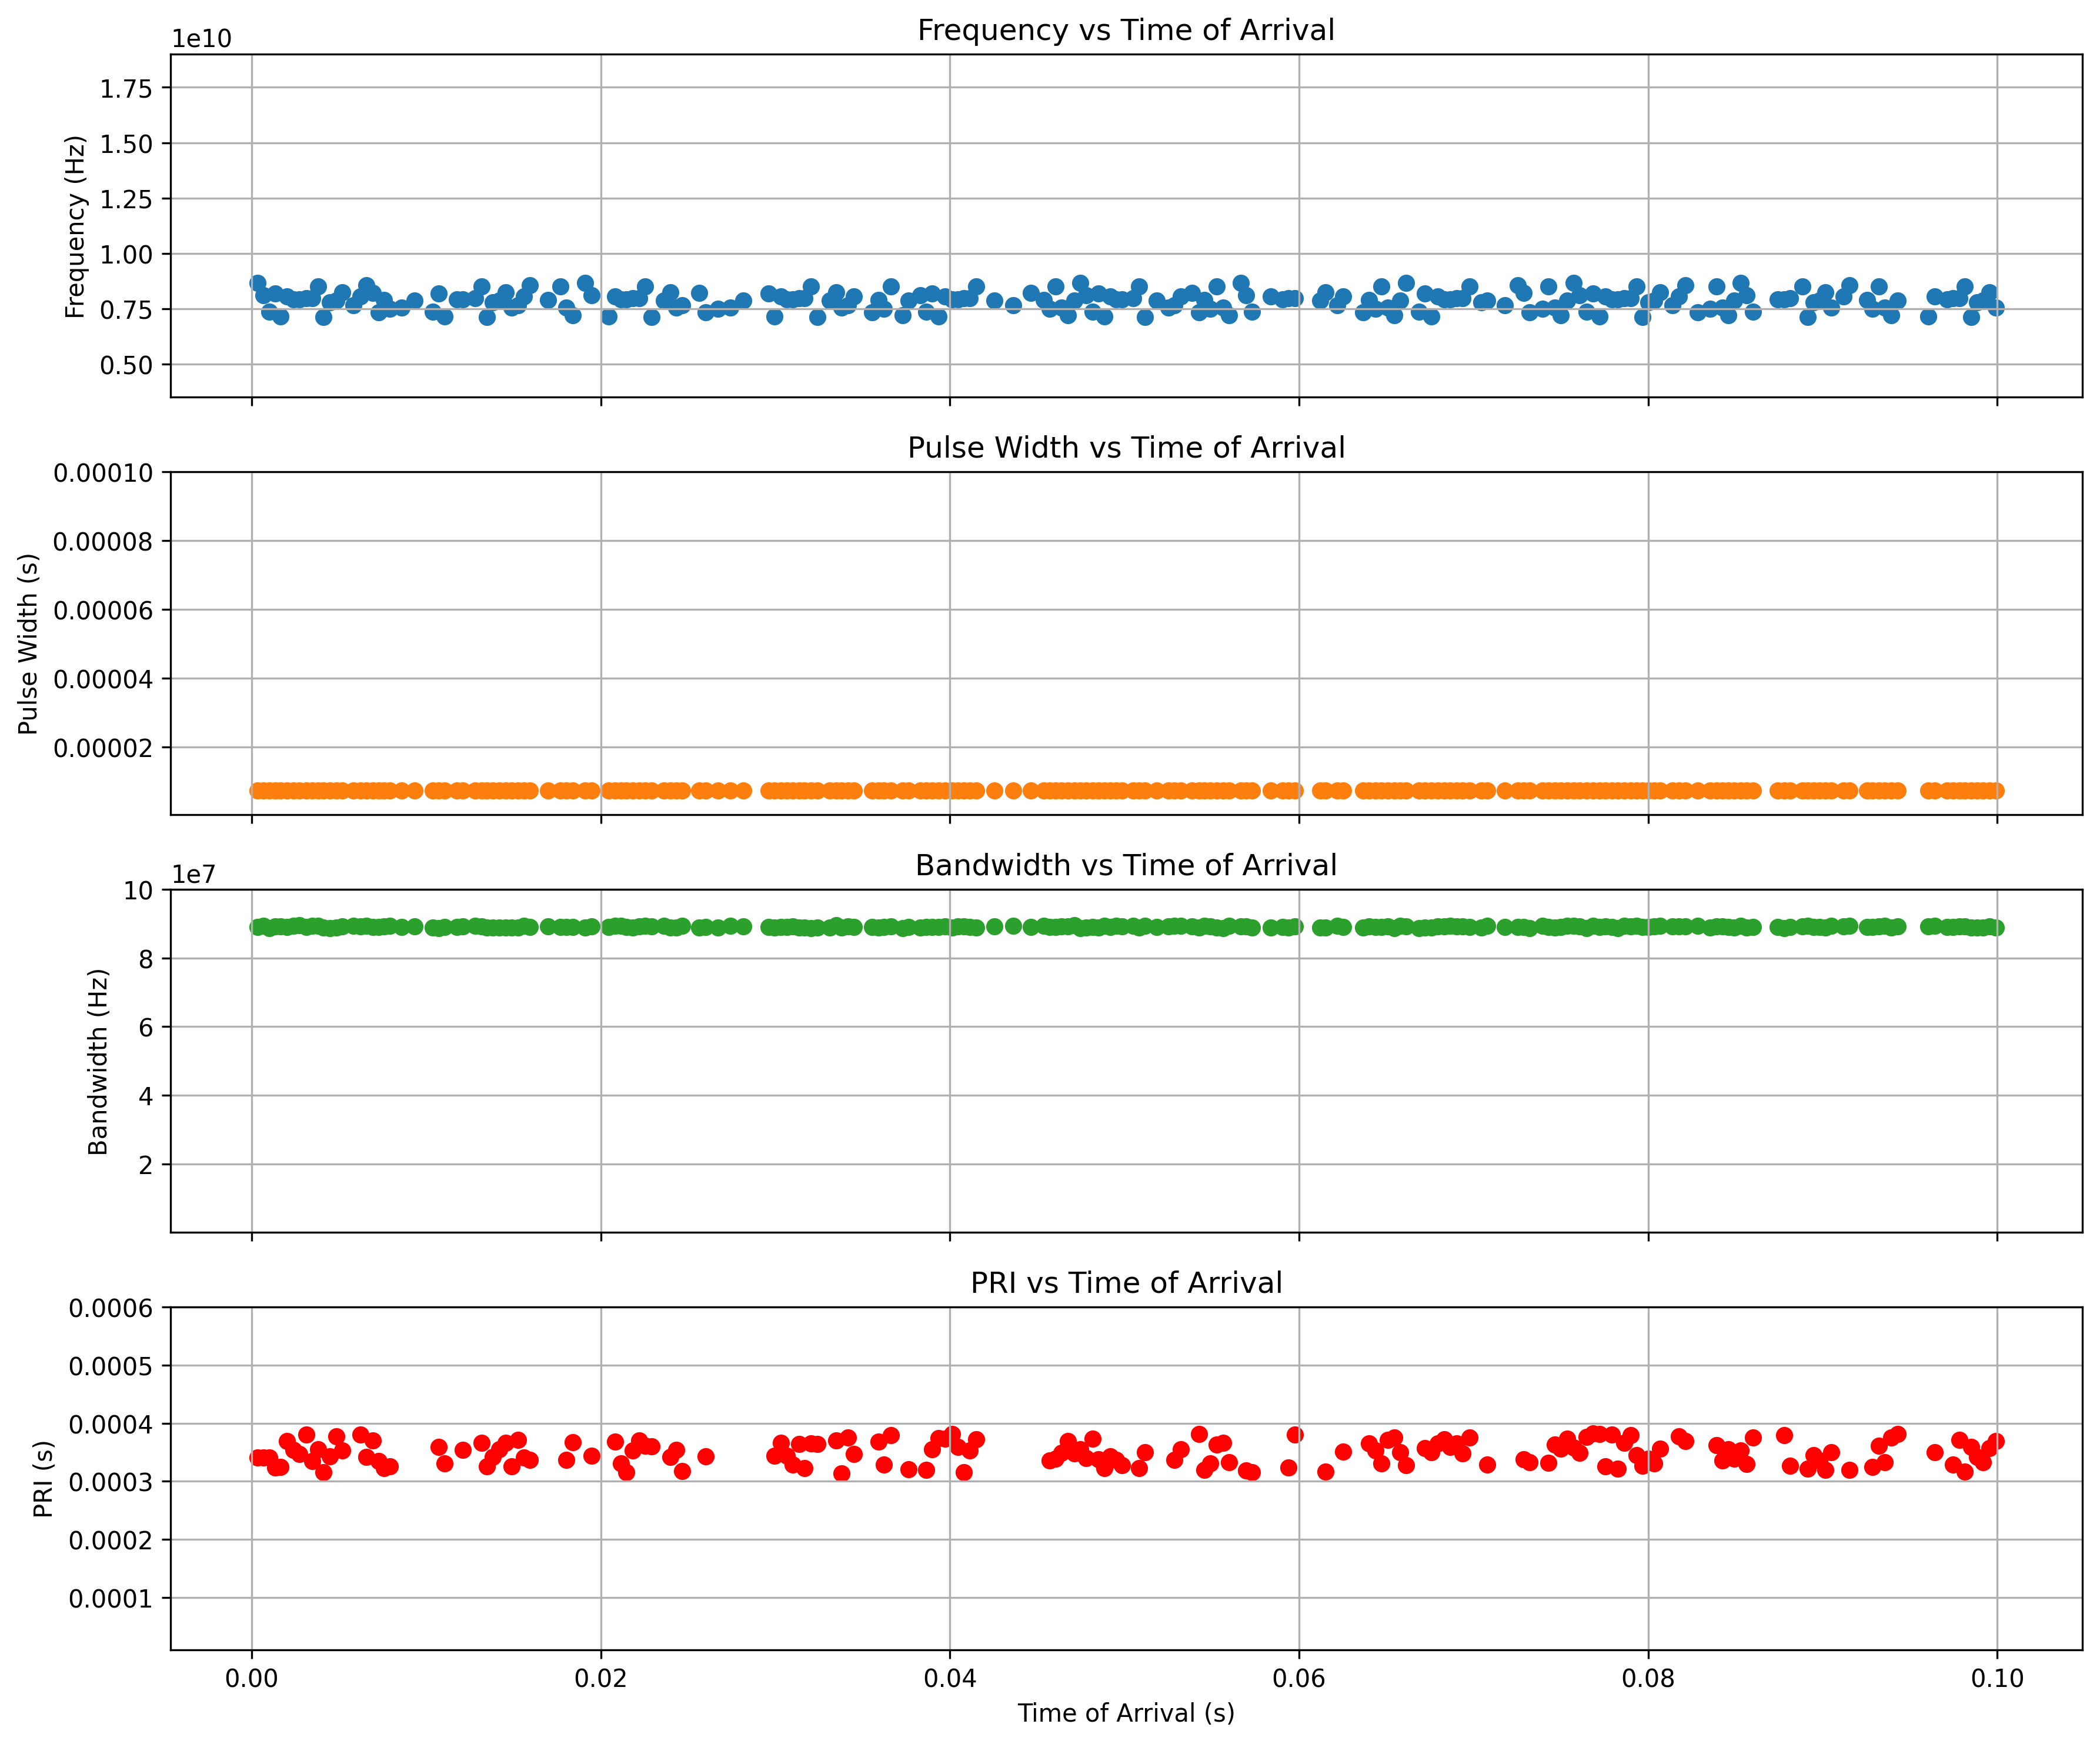 Frequency vs Time of Arrival
1e10
1.75
1.50
1.25
1.00
0.75
0.50
Frequency (Hz)
Pulse Width vs Time of Arrival
0.00010
0.00008
0.00006
0.00004
0.00002
Pulse Width (s)
Bandwidth vs Time of Arrival
1e7
10
8
6
4
2
Bandwidth (Hz)
PRI vs Time of Arrival
0.0006
0.0005
0.0004
0.0003
0.0002
0.0001
PRI (s)
0.00 0.02 0.04 0.06 0.08 0.10
Time of Arrival (s)